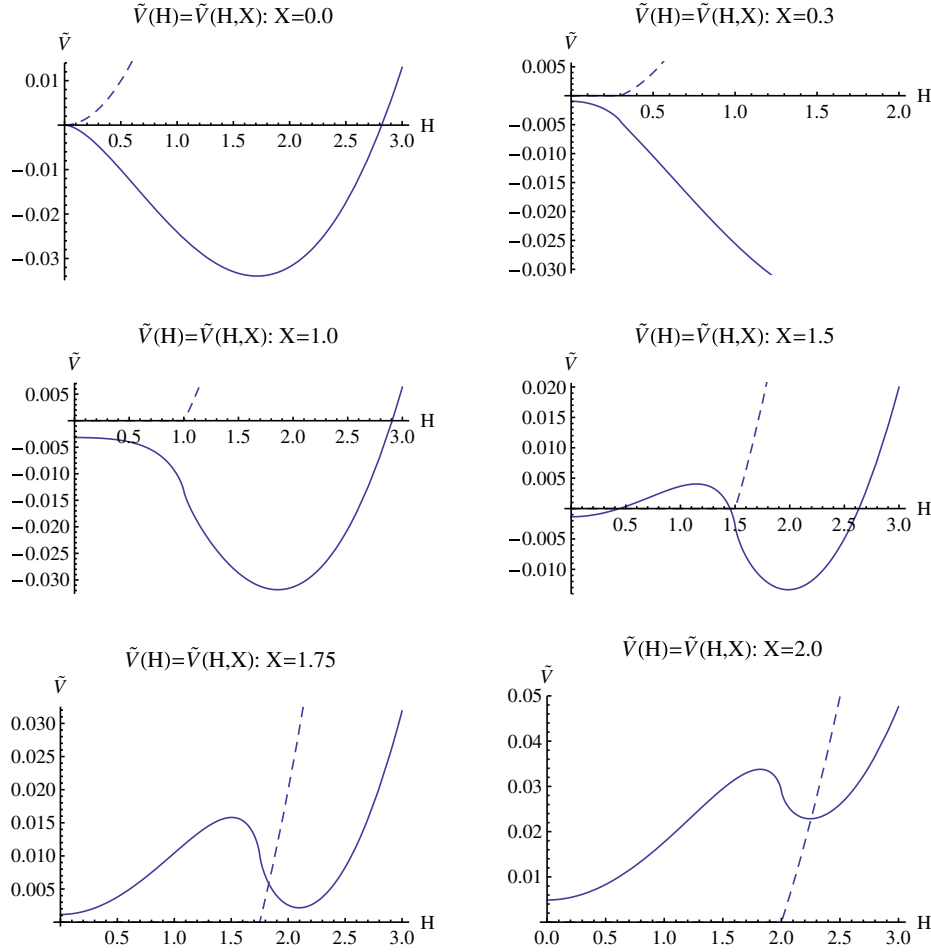 Ṽ(H)=Ṽ(H,X): X=0.0
Ṽ
0.01
0.5 1.0 1.5 2.0 2.5 3.0 H
−0.01
−0.02
−0.03
Ṽ(H)=Ṽ(H,X): X=0.3
Ṽ
0.005
0.5 1.0 1.5 2.0 H
−0.005
−0.010
−0.015
−0.020
−0.025
−0.030
Ṽ(H)=Ṽ(H,X): X=1.0
Ṽ
0.005
0.5 1.0 1.5 2.0 2.5 3.0 H
−0.005
−0.010
−0.015
−0.020
−0.025
−0.030
Ṽ(H)=Ṽ(H,X): X=1.5
Ṽ
0.020
0.015
0.010
0.005
0.5 1.0 1.5 2.0 2.5 3.0 H
−0.005
−0.010
Ṽ(H)=Ṽ(H,X): X=1.75
Ṽ
0.030
0.025
0.020
0.015
0.010
0.005
0.5 1.0 1.5 2.0 2.5 3.0 H
Ṽ(H)=Ṽ(H,X): X=2.0
Ṽ
0.05
0.04
0.03
0.02
0.01
0.0 0.5 1.0 1.5 2.0 2.5 3.0 H